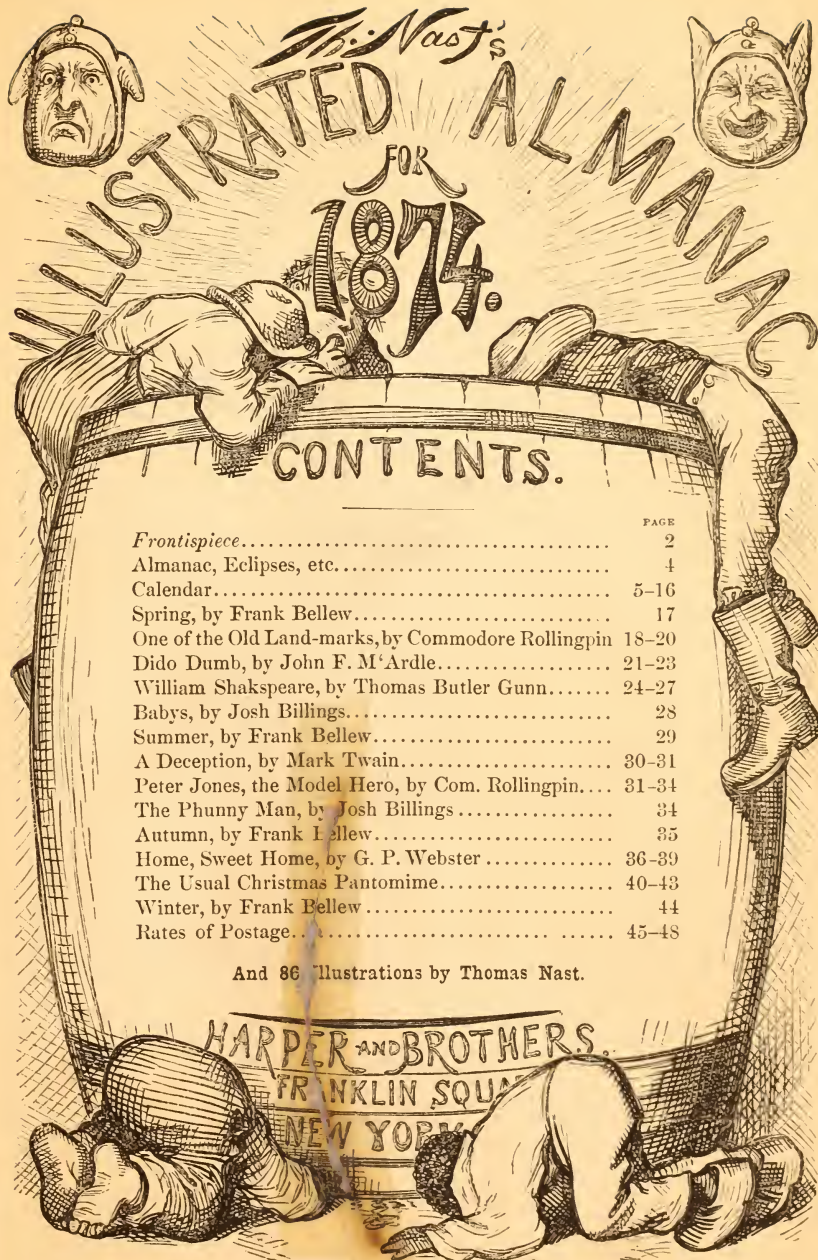 Th: Nast's
ILLUSTRATED ALMANAC
FOR
1874.
CONTENTS.
PAGE
Frontispiece........................................ 2
Almanac, Eclipses, etc............................. 4
Calendar............................................ 5–16
Spring, by Frank Bellew............................ 17
One of the Old Land-marks, by Commodore Rollingpin 18–20
Dido Dumb, by John F. M‘Ardle................... 21–23
William Shakspeare, by Thomas Butler Gunn....... 24–27
Babys, by Josh Billings............................ 28
Summer, by Frank Bellew........................... 29
A Deception, by Mark Twain........................ 30–31
Peter Jones, the Model Hero, by Com. Rollingpin.... 31–34
The Phunny Man, by Josh Billings .................. 34
Autumn, by Frank Bellew........................... 35
Home, Sweet Home, by G. P. Webster .............. 36–39
The Usual Christmas Pantomime..................... 40–43
Winter, by Frank Bellew ........................... 44
Rates of Postage................................... 45–48
And 86 Illustrations by Thomas Nast.
HARPER AND BROTHERS.
FRANKLIN SQUA
NEW YORK